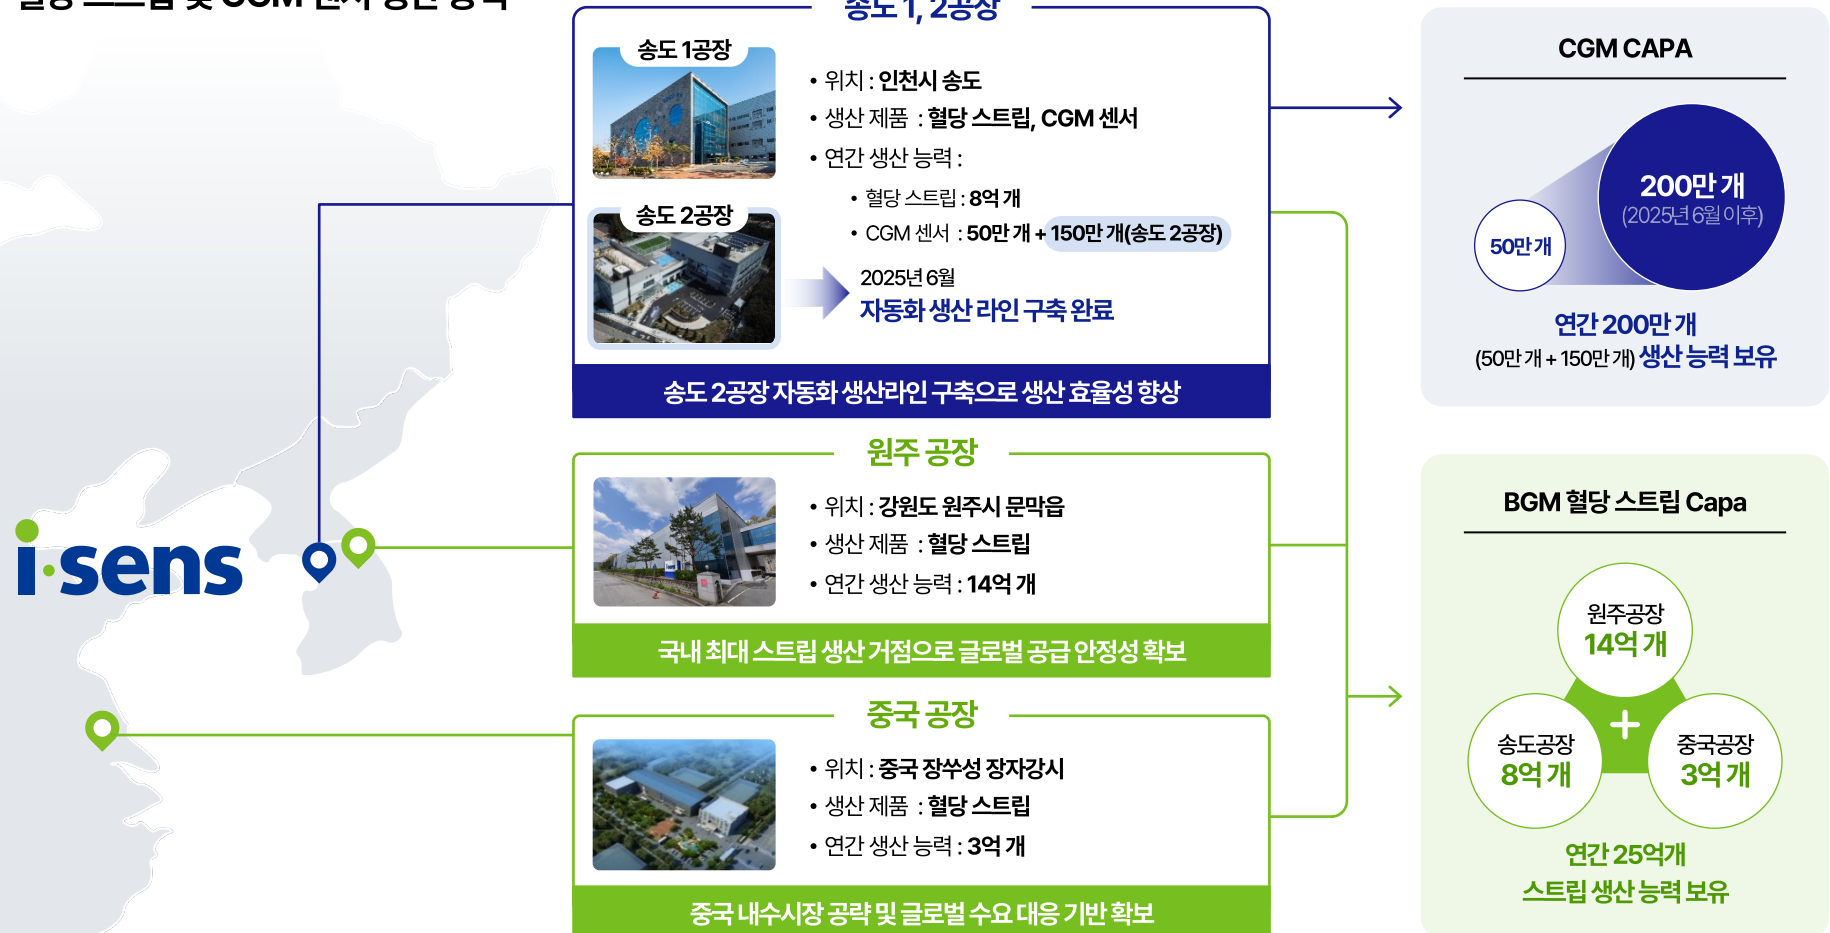 혈당 스트립 및 CGM 센서 생산 능력
i·sens
송도 1, 2공장
송도 1공장
• 위치 : 인천시 송도
• 생산 제품 : 혈당 스트립, CGM 센서
• 연간 생산 능력 :
• 혈당 스트립 : 8억 개
• CGM 센서 : 50만 개 + 150만 개(송도 2공장)
송도 2공장
2025년 6월
자동화 생산 라인 구축 완료
송도 2공장 자동화 생산라인 구축으로 생산 효율성 향상
원주 공장
• 위치 : 강원도 원주시 문막읍
• 생산 제품 : 혈당 스트립
• 연간 생산 능력 : 14억 개
국내 최대 스트립 생산 거점으로 글로벌 공급 안정성 확보
중국 공장
• 위치 : 중국 장쑤성 장자강시
• 생산 제품 : 혈당 스트립
• 연간 생산 능력 : 3억 개
중국 내수시장 공략 및 글로벌 수요 대응 기반 확보
CGM CAPA
50만 개
200만 개
(2025년 6월 이후)
연간 200만 개
(50만 개 + 150만 개) 생산 능력 보유
BGM 혈당 스트립 Capa
원주공장
14억 개
송도공장
8억 개
+
중국공장
3억 개
연간 25억개
스트립 생산 능력 보유